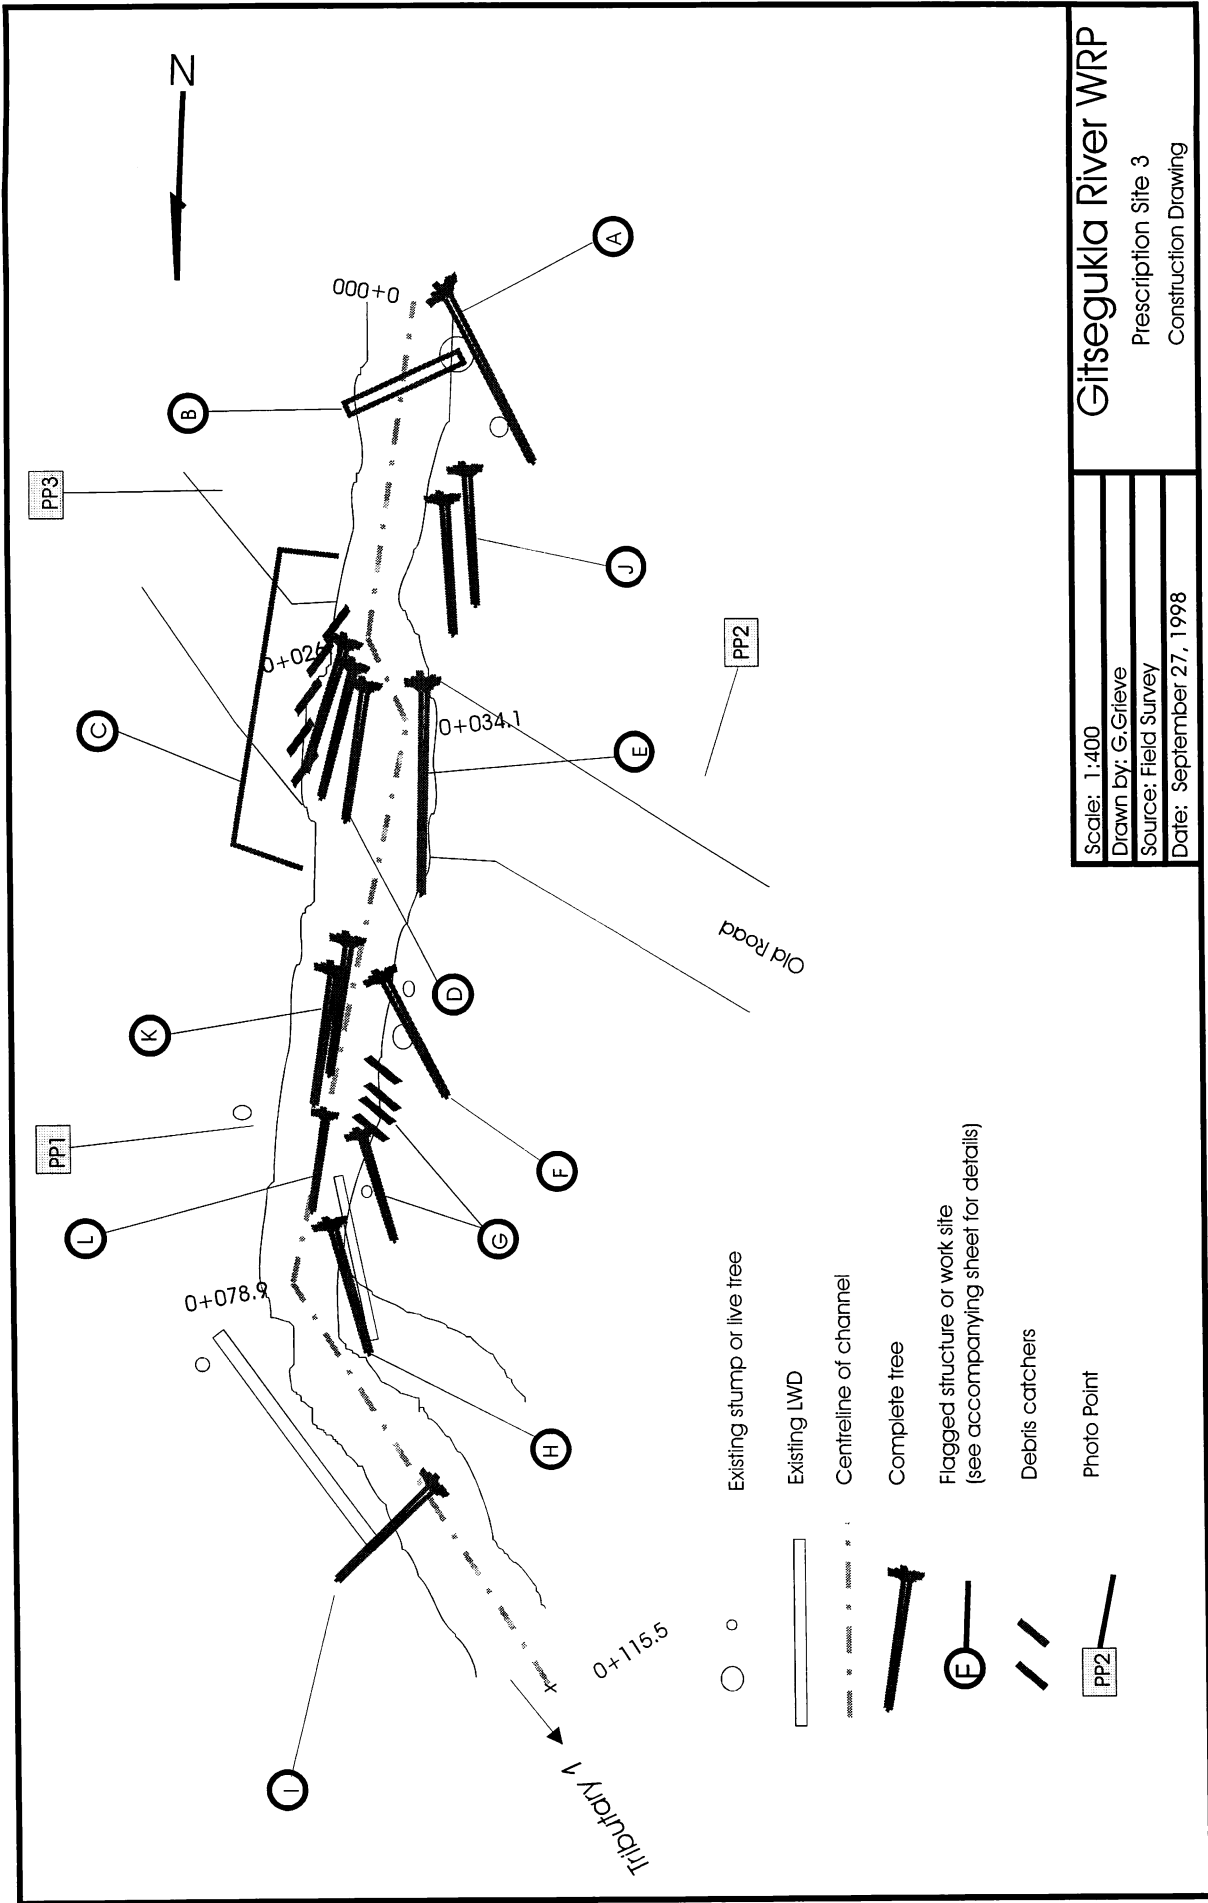 N
A
0+000
B
PP3
J
0+026
PP2
C
0+034.1
E
Old Road
D
K
F
PP1
G
L
0+078.9
H
I
0+115.5
Tributary 1
Existing stump or live tree
Existing LWD
Centreline of channel
Complete tree
F
Flagged structure or work site
(see accompanying sheet for details)
Debris catchers
PP2
Photo Point
Scale: 1:400
Drawn by: G.Grieve
Source: Field Survey
Date: September 27, 1998
Gitsegukla River WRP
Prescription Site 3
Construction Drawing